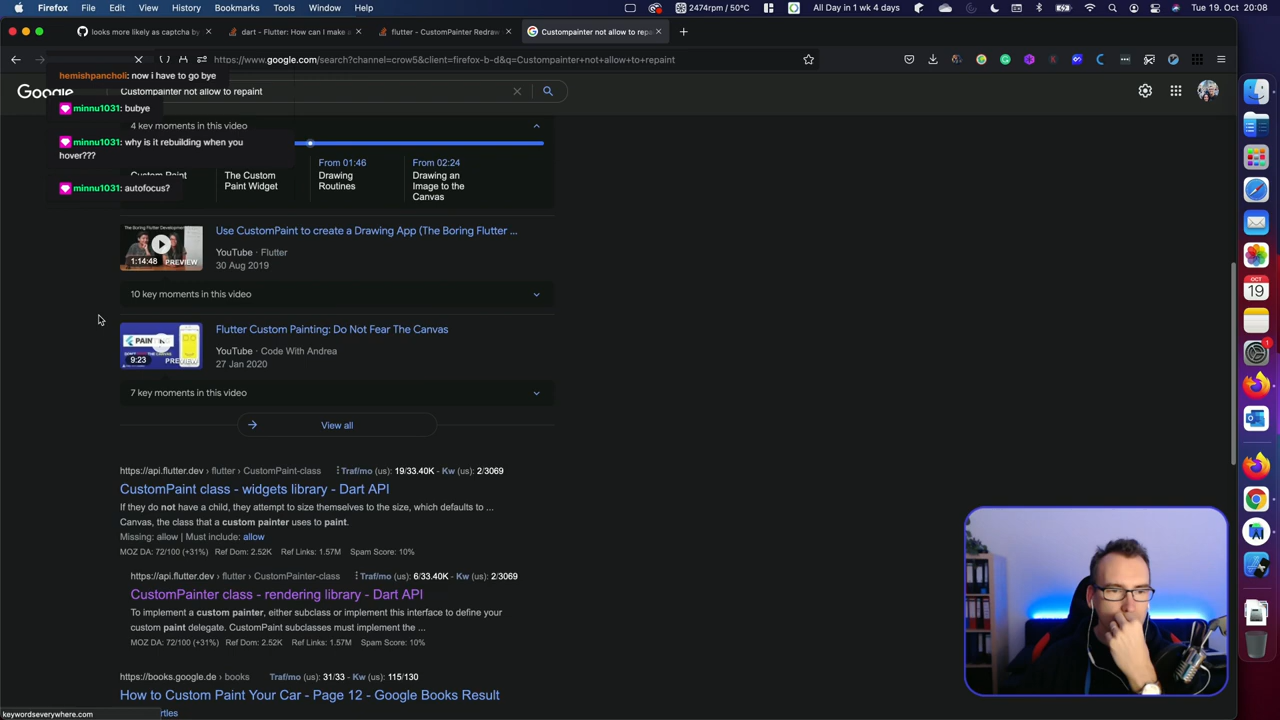 Firefox File Edit View History Bookmarks Tools Window Help
2474rpm / 50°C All Day in 1 wk 4 days Tue 19. Oct 20:08
looks more likely as captcha by
dart - Flutter: How can I make
flutter - CustomPainter Redraw
Custompainter not allow to repa
https://www.google.com/search?channel=crow5&client=firefox-b-d&q=Custompainter+not+allow+to+repaint
hemishpancholi: now i have to go bye
Google
Custompainter not allow to repaint
minnu1031: bubye
4 key moments in this video
minnu1031: why is it rebuilding when you
hover???
From 01:46
From 02:24
Custom Paint
The Custom
Paint Widget
Drawing
Routines
Drawing an
Image to the
Canvas
minnu1031: autofocus?
The Boring Flutter Development
1:14:48
PREVIEW
Use CustomPaint to create a Drawing App (The Boring Flutter ...
YouTube · Flutter
30 Aug 2019
10 key moments in this video
9:23
PREVIEW
Flutter Custom Painting: Do Not Fear The Canvas
YouTube · Code With Andrea
27 Jan 2020
7 key moments in this video
View all
https://api.flutter.dev › flutter › CustomPaint-class
Traf/mo (us): 19/33.40K - Kw (us): 2/3069
CustomPaint class - widgets library - Dart API
If they do not have a child, they attempt to size themselves to the size, which defaults to ...
Canvas, the class that a custom painter uses to paint.
Missing: allow | Must include: allow
MOZ DA: 72/100 (+31%) Ref Dom: 2.52K Ref Links: 1.57M Spam Score: 10%
https://api.flutter.dev › flutter › CustomPainter-class
Traf/mo (us): 6/33.40K - Kw (us): 2/3069
CustomPainter class - rendering library - Dart API
To implement a custom painter, either subclass or implement this interface to define your
custom paint delegate. CustomPaint subclasses must implement the ...
MOZ DA: 72/100 (+31%) Ref Dom: 2.52K Ref Links: 1.57M Spam Score: 10%
https://books.google.de › books
Traf/mo (us): 31/33 - Kw (us): 115/130
How to Custom Paint Your Car - Page 12 - Google Books Result
keywordseverywhere.com
OCT
19
1